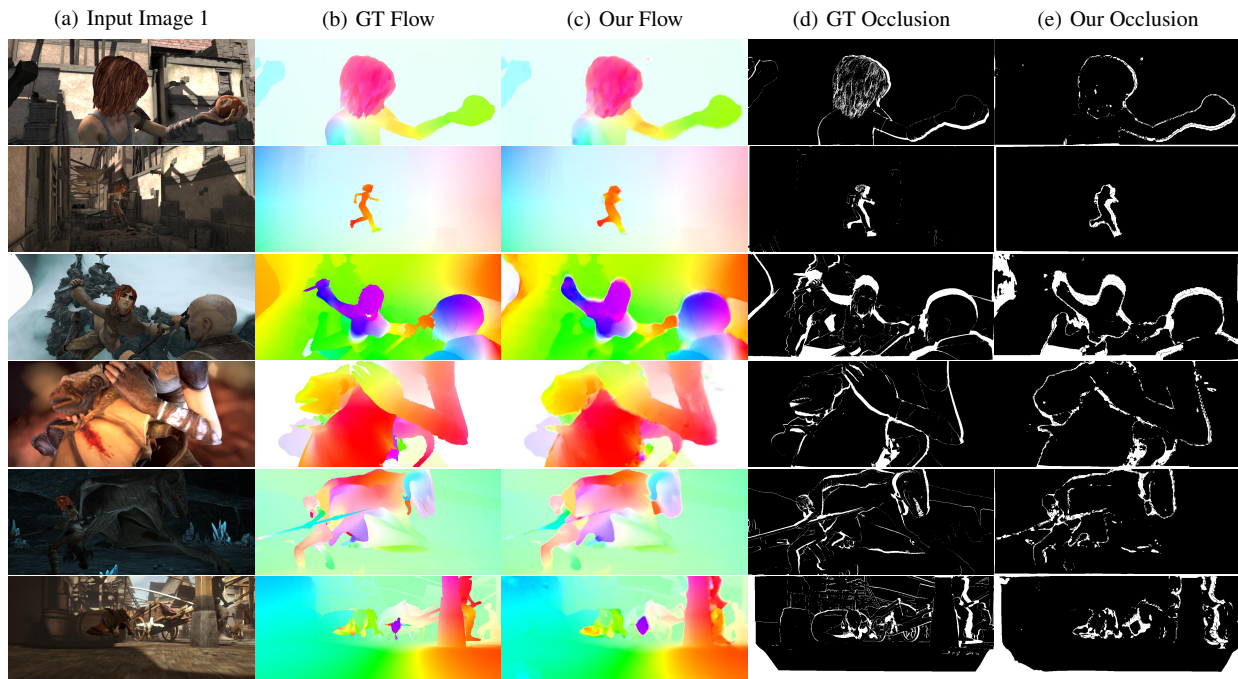 (a) Input Image 1
(b) GT Flow
(c) Our Flow
(d) GT Occlusion
(e) Our Occlusion